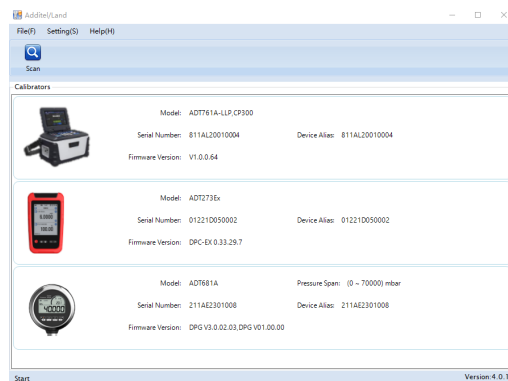 Additel/Land
File(F) Setting(S) Help(H)
Scan
Calibrators
Model: ADT761A-LLP,CP300
Serial Number: 811AL20010004 Device Alias: 811AL20010004
Firmware Version: V1.0.0.64
Model: ADT273Ex
Serial Number: 01221D050002 Device Alias: 01221D050002
Firmware Version: DPC-EX 0.33.29.7
Model: ADT681A Pressure Span: (0 ~ 70000) mbar
Serial Number: 211AE2301008 Device Alias: 211AE2301008
Firmware Version: DPG V3.0.02.03,DPG V01.00.00
Start Version:4.0.1